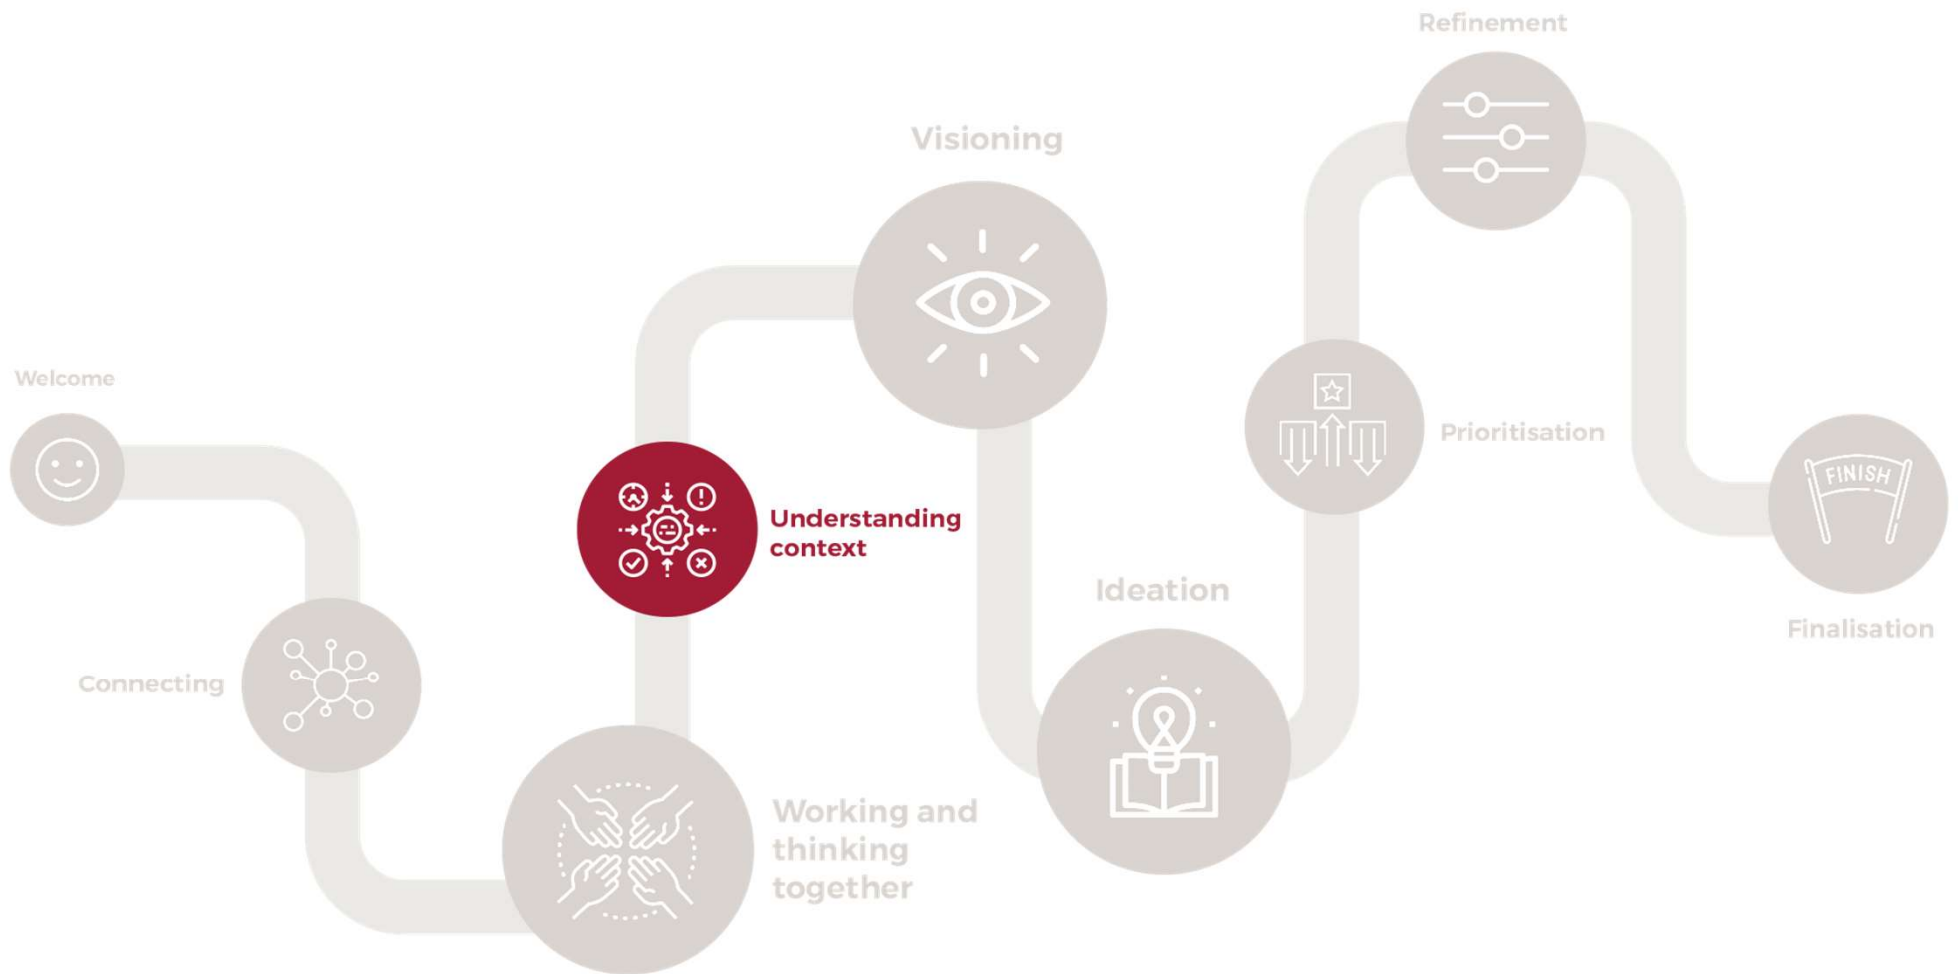 Welcome
Connecting
Working and
thinking
together
Understanding
context
Visioning
Ideation
Prioritisation
Refinement
FINISH
Finalisation